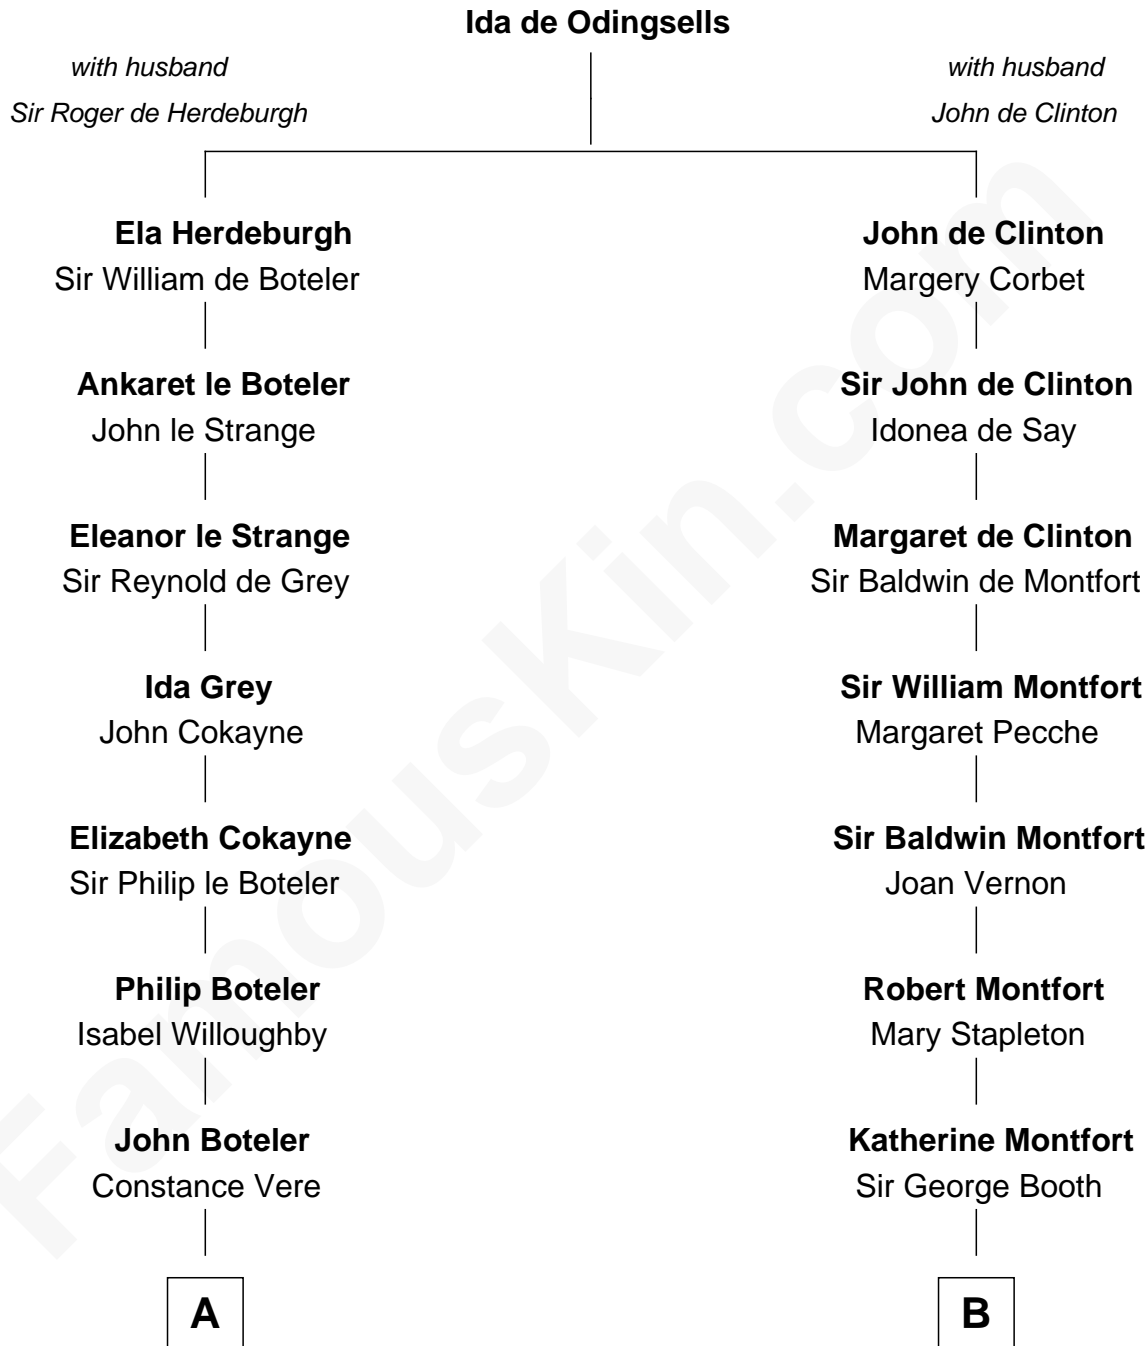 Ida de Odingsells
with husband
Sir Roger de Herdeburgh
with husband
John de Clinton
Ela Herdeburgh
Sir William de Boteler
Ankaret le Boteler
John le Strange
Eleanor le Strange
Sir Reynold de Grey
Ida Grey
John Cokayne
Elizabeth Cokayne
Sir Philip le Boteler
Philip Boteler
Isabel Willoughby
John Boteler
Constance Vere
A
John de Clinton
Margery Corbet
Sir John de Clinton
Idonea de Say
Margaret de Clinton
Sir Baldwin de Montfort
Sir William Montfort
Margaret Pecche
Sir Baldwin Montfort
Joan Vernon
Robert Montfort
Mary Stapleton
Katherine Montfort
Sir George Booth
B
FamousKin.com